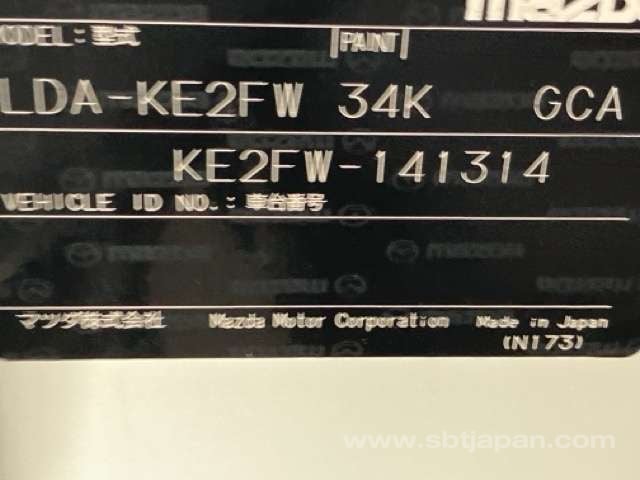 mazda
MODEL: 型式 PAINT
LDA-KE2FW 34K GCA
KE2FW-141314
VEHICLE ID NO.: 車台番号
マツダ株式会社 Mazda Motor Corporation Made in Japan
(N173)
www.sbtjapan.com